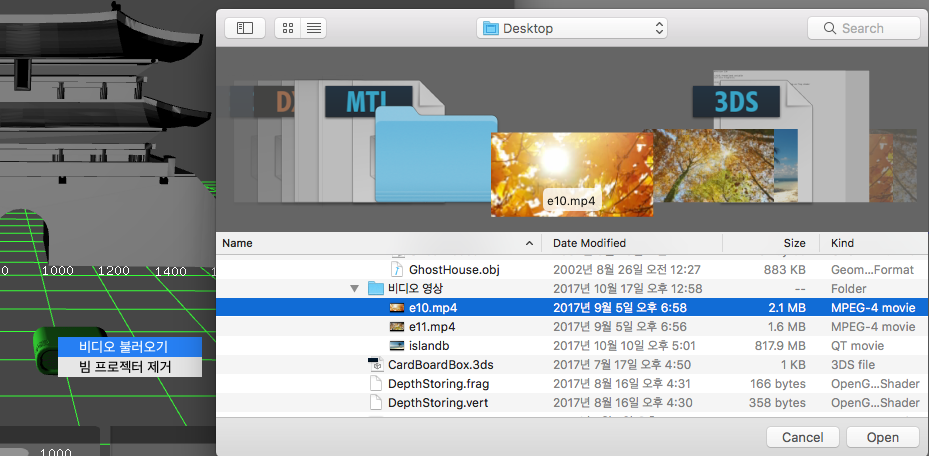 Desktop
Search
D
MTL
3DS
e10.mp4
Name Date Modified Size Kind
GhostHouse.obj 2002년 8월 26일 오전 12:27 883 KB Geom...Format
비디오 영상 2017년 10월 17일 오후 12:58 -- Folder
e10.mp4 2017년 9월 5일 오후 6:58 2.1 MB MPEG-4 movie
e11.mp4 2017년 9월 5일 오후 6:56 1.6 MB MPEG-4 movie
islandb 2017년 10월 10일 오후 5:01 817.9 MB QT movie
CardBoardBox.3ds 2017년 7월 17일 오후 4:50 1 KB 3DS file
DepthStoring.frag 2017년 8월 16일 오후 4:31 166 bytes OpenG...Shader
DepthStoring.vert 2017년 8월 16일 오후 4:30 358 bytes OpenG...Shader
Cancel Open
0 1000 1200 1400
비디오 불러오기
빔 프로젝터 제거
1000